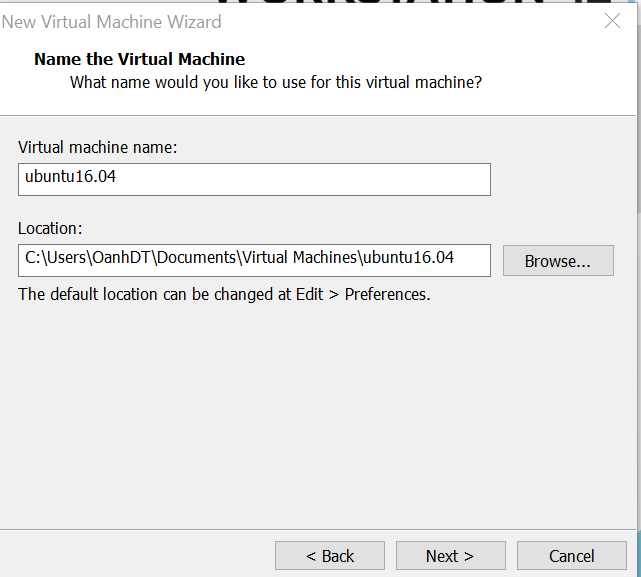 New Virtual Machine Wizard
Name the Virtual Machine
What name would you like to use for this virtual machine?
Virtual machine name:
ubuntu16.04
Location:
C:\Users\OanhDT\Documents\Virtual Machines\ubuntu16.04
Browse...
The default location can be changed at Edit > Preferences.
< Back
Next >
Cancel